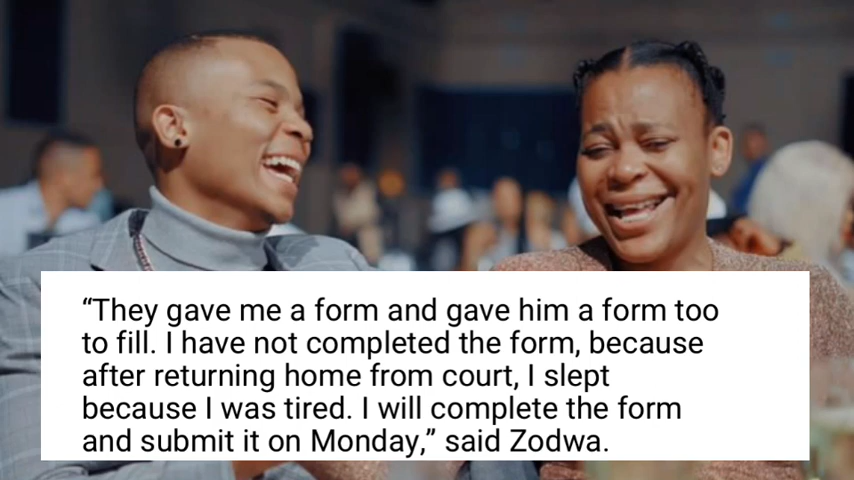 “They gave me a form and gave him a form too
to fill. I have not completed the form, because
after returning home from court, I slept
because I was tired. I will complete the form
and submit it on Monday,” said Zodwa.